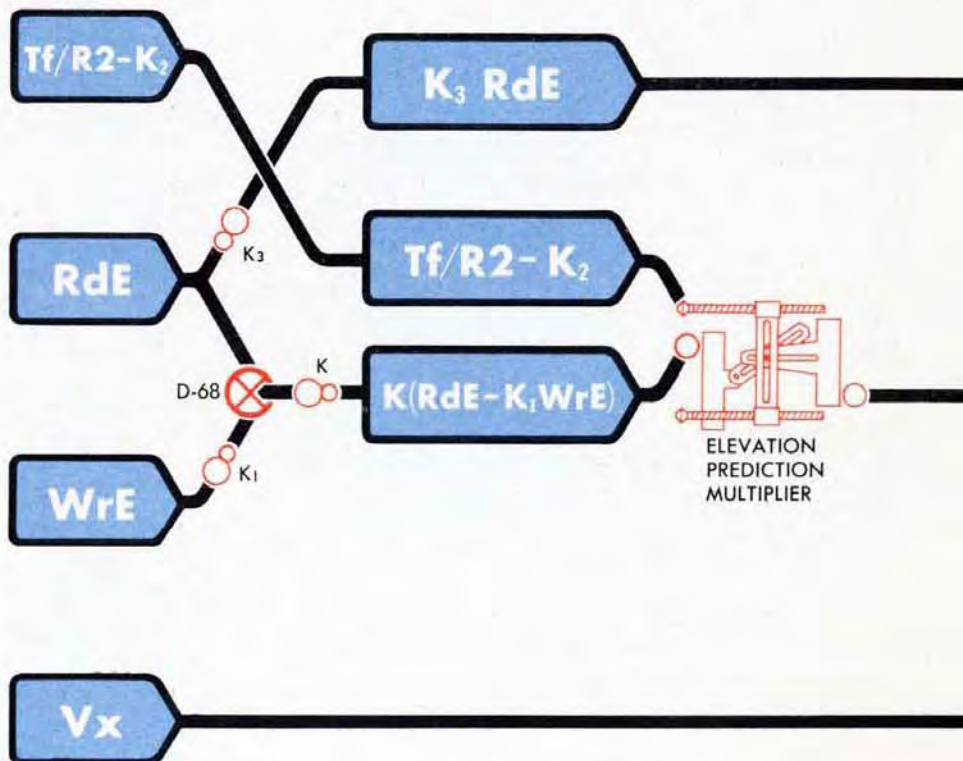 Tf/R2-K₂
K₃ RdE
K₃
RdE
Tf/R2-K₂
D-68
K
K(RdE-K₁WrE)
K₁
WrE
ELEVATION
PREDICTION
MULTIPLIER
Vx